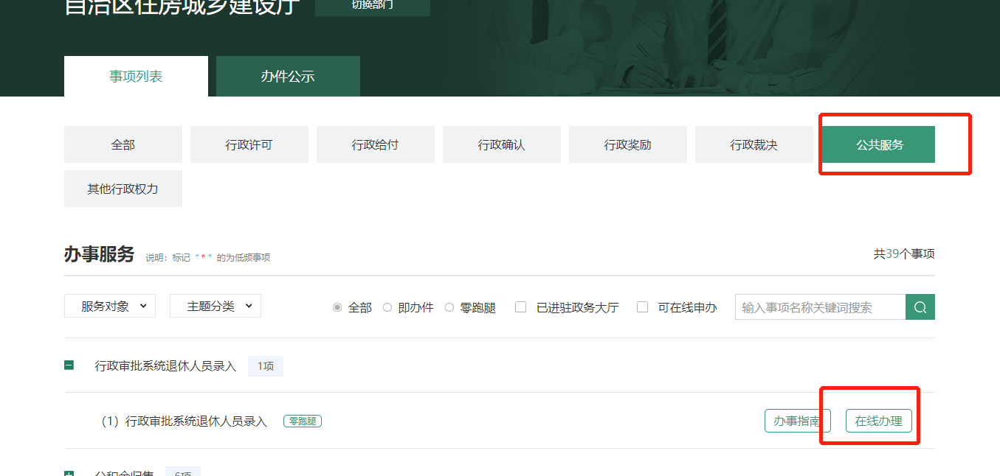 自治区住房城乡建设厅 切换部门
事项列表 办件公示
全部 行政许可 行政给付 行政确认 行政奖励 行政裁决 公共服务
其他行政权力
办事服务 说明：标记“*”的为低频事项 共39个事项
服务对象 主题分类 全部 即办件 零跑腿 已进驻政务大厅 可在线申办 输入事项名称关键词搜索
行政审批系统退休人员录入 1项
（1）行政审批系统退休人员录入 零跑腿 办事指南 在线办理
公积金归集 6项